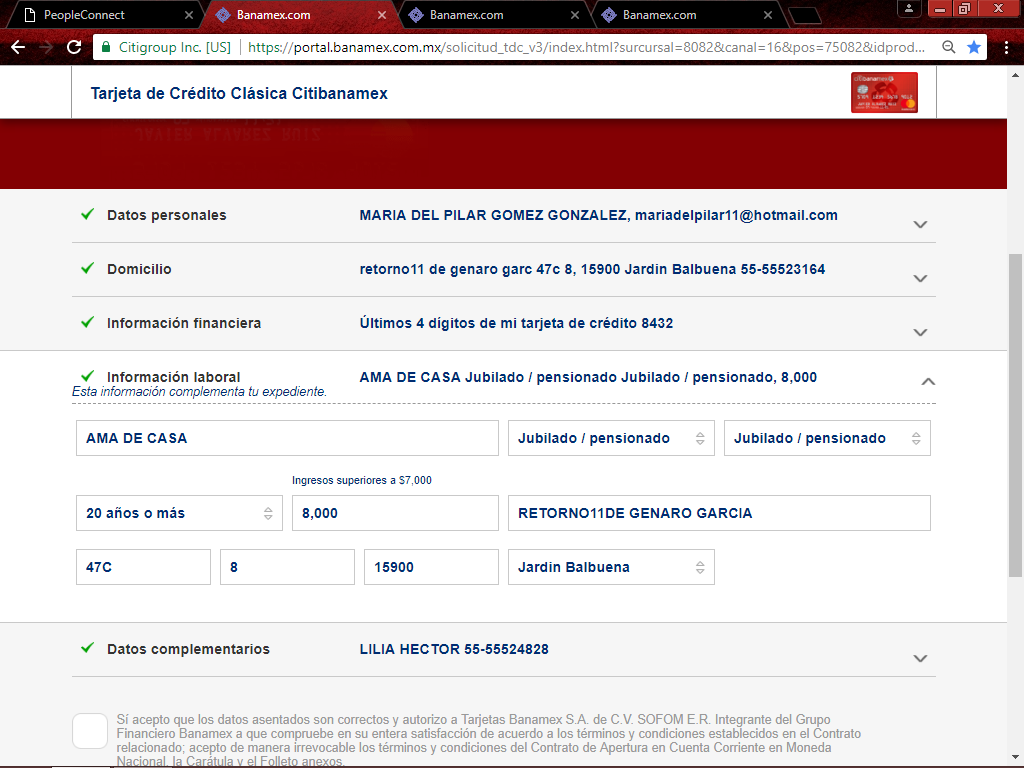 PeopleConnect
Banamex.com
Banamex.com
Banamex.com
Citigroup Inc. [US] https://portal.banamex.com.mx/solicitud_tdc_v3/index.html?surcursal=8082&canal=16&pos=75082&idprod...
Tarjeta de Crédito Clásica Citibanamex
Datos personales MARIA DEL PILAR GOMEZ GONZALEZ, mariadelpilar11@hotmail.com
Domicilio retorno11 de genaro garc 47c 8, 15900 Jardin Balbuena 55-55523164
Información financiera Últimos 4 dígitos de mi tarjeta de crédito 8432
Información laboral AMA DE CASA Jubilado / pensionado Jubilado / pensionado, 8,000
Esta información complementa tu expediente.
AMA DE CASA Jubilado / pensionado Jubilado / pensionado
Ingresos superiores a $7,000
20 años o más 8,000 RETORNO11DE GENARO GARCIA
47C 8 15900 Jardin Balbuena
Datos complementarios LILIA HECTOR 55-55524828
Sí acepto que los datos asentados son correctos y autorizo a Tarjetas Banamex S.A. de C.V. SOFOM E.R. Integrante del Grupo
Financiero Banamex a que compruebe en su entera satisfacción de acuerdo a los términos y condiciones establecidos en el Contrato
relacionado; acepto de manera irrevocable los términos y condiciones del Contrato de Apertura en Cuenta Corriente en Moneda
Nacional, la Carátula y el Folleto anexos.